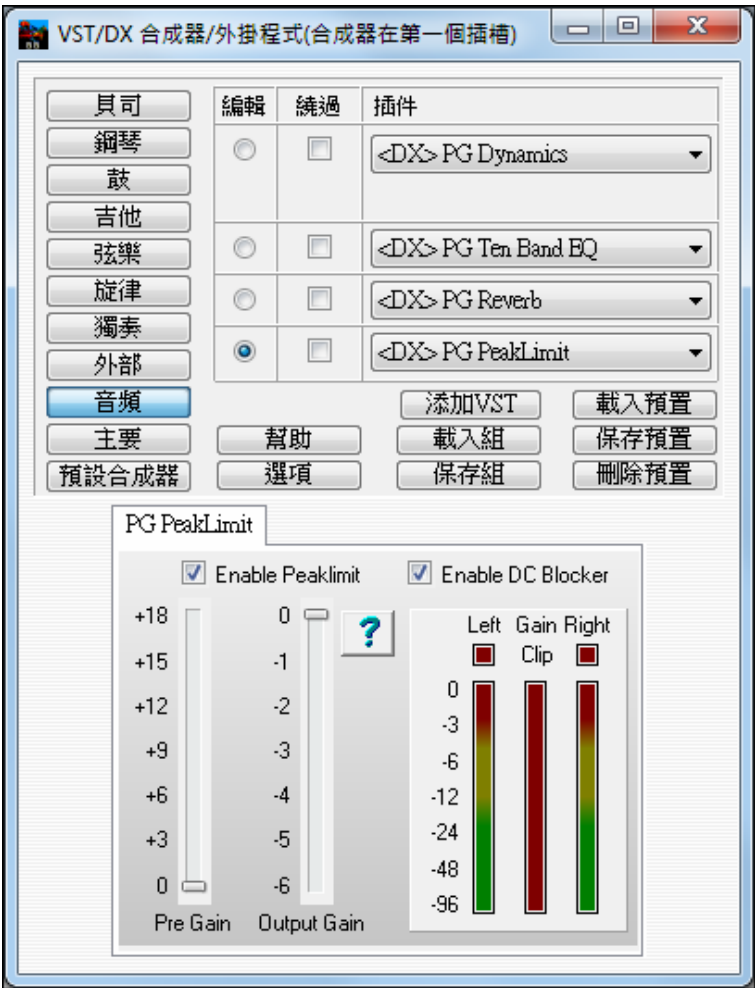 VST/DX 合成器/外掛程式(合成器在第一個插槽)
貝司
編輯
繞過
插件
鋼琴
<DX> PG Dynamics
鼓
吉他
弦樂
<DX> PG Ten Band EQ
旋律
<DX> PG Reverb
獨奏
外部
<DX> PG PeakLimit
音頻
添加VST
載入預置
主要
幫助
載入組
保存預置
預設合成器
選項
保存組
刪除預置
PG PeakLimit
Enable Peaklimit
Enable DC Blocker
+18
+15
+12
+9
+6
+3
0
Pre Gain
0
-1
-2
-3
-4
-5
-6
Output Gain
?
Left Gain Right
Clip
0
-3
-6
-12
-24
-48
-96